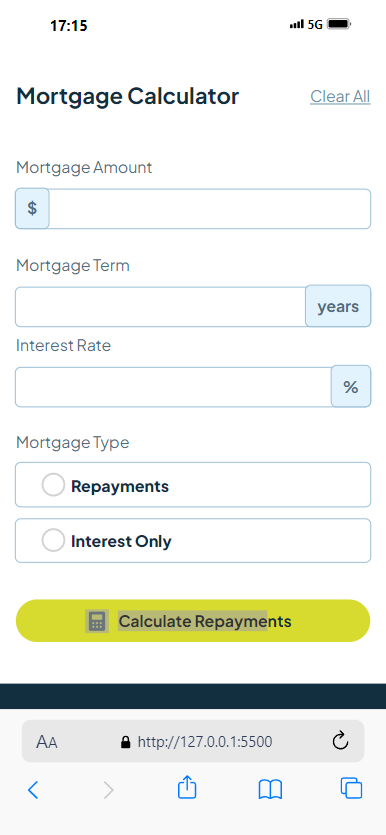 17:15 5G
Mortgage Calculator Clear All
Mortgage Amount
$
Mortgage Term
years
Interest Rate
%
Mortgage Type
Repayments
Interest Only
Calculate Repayments
AA http://127.0.0.1:5500